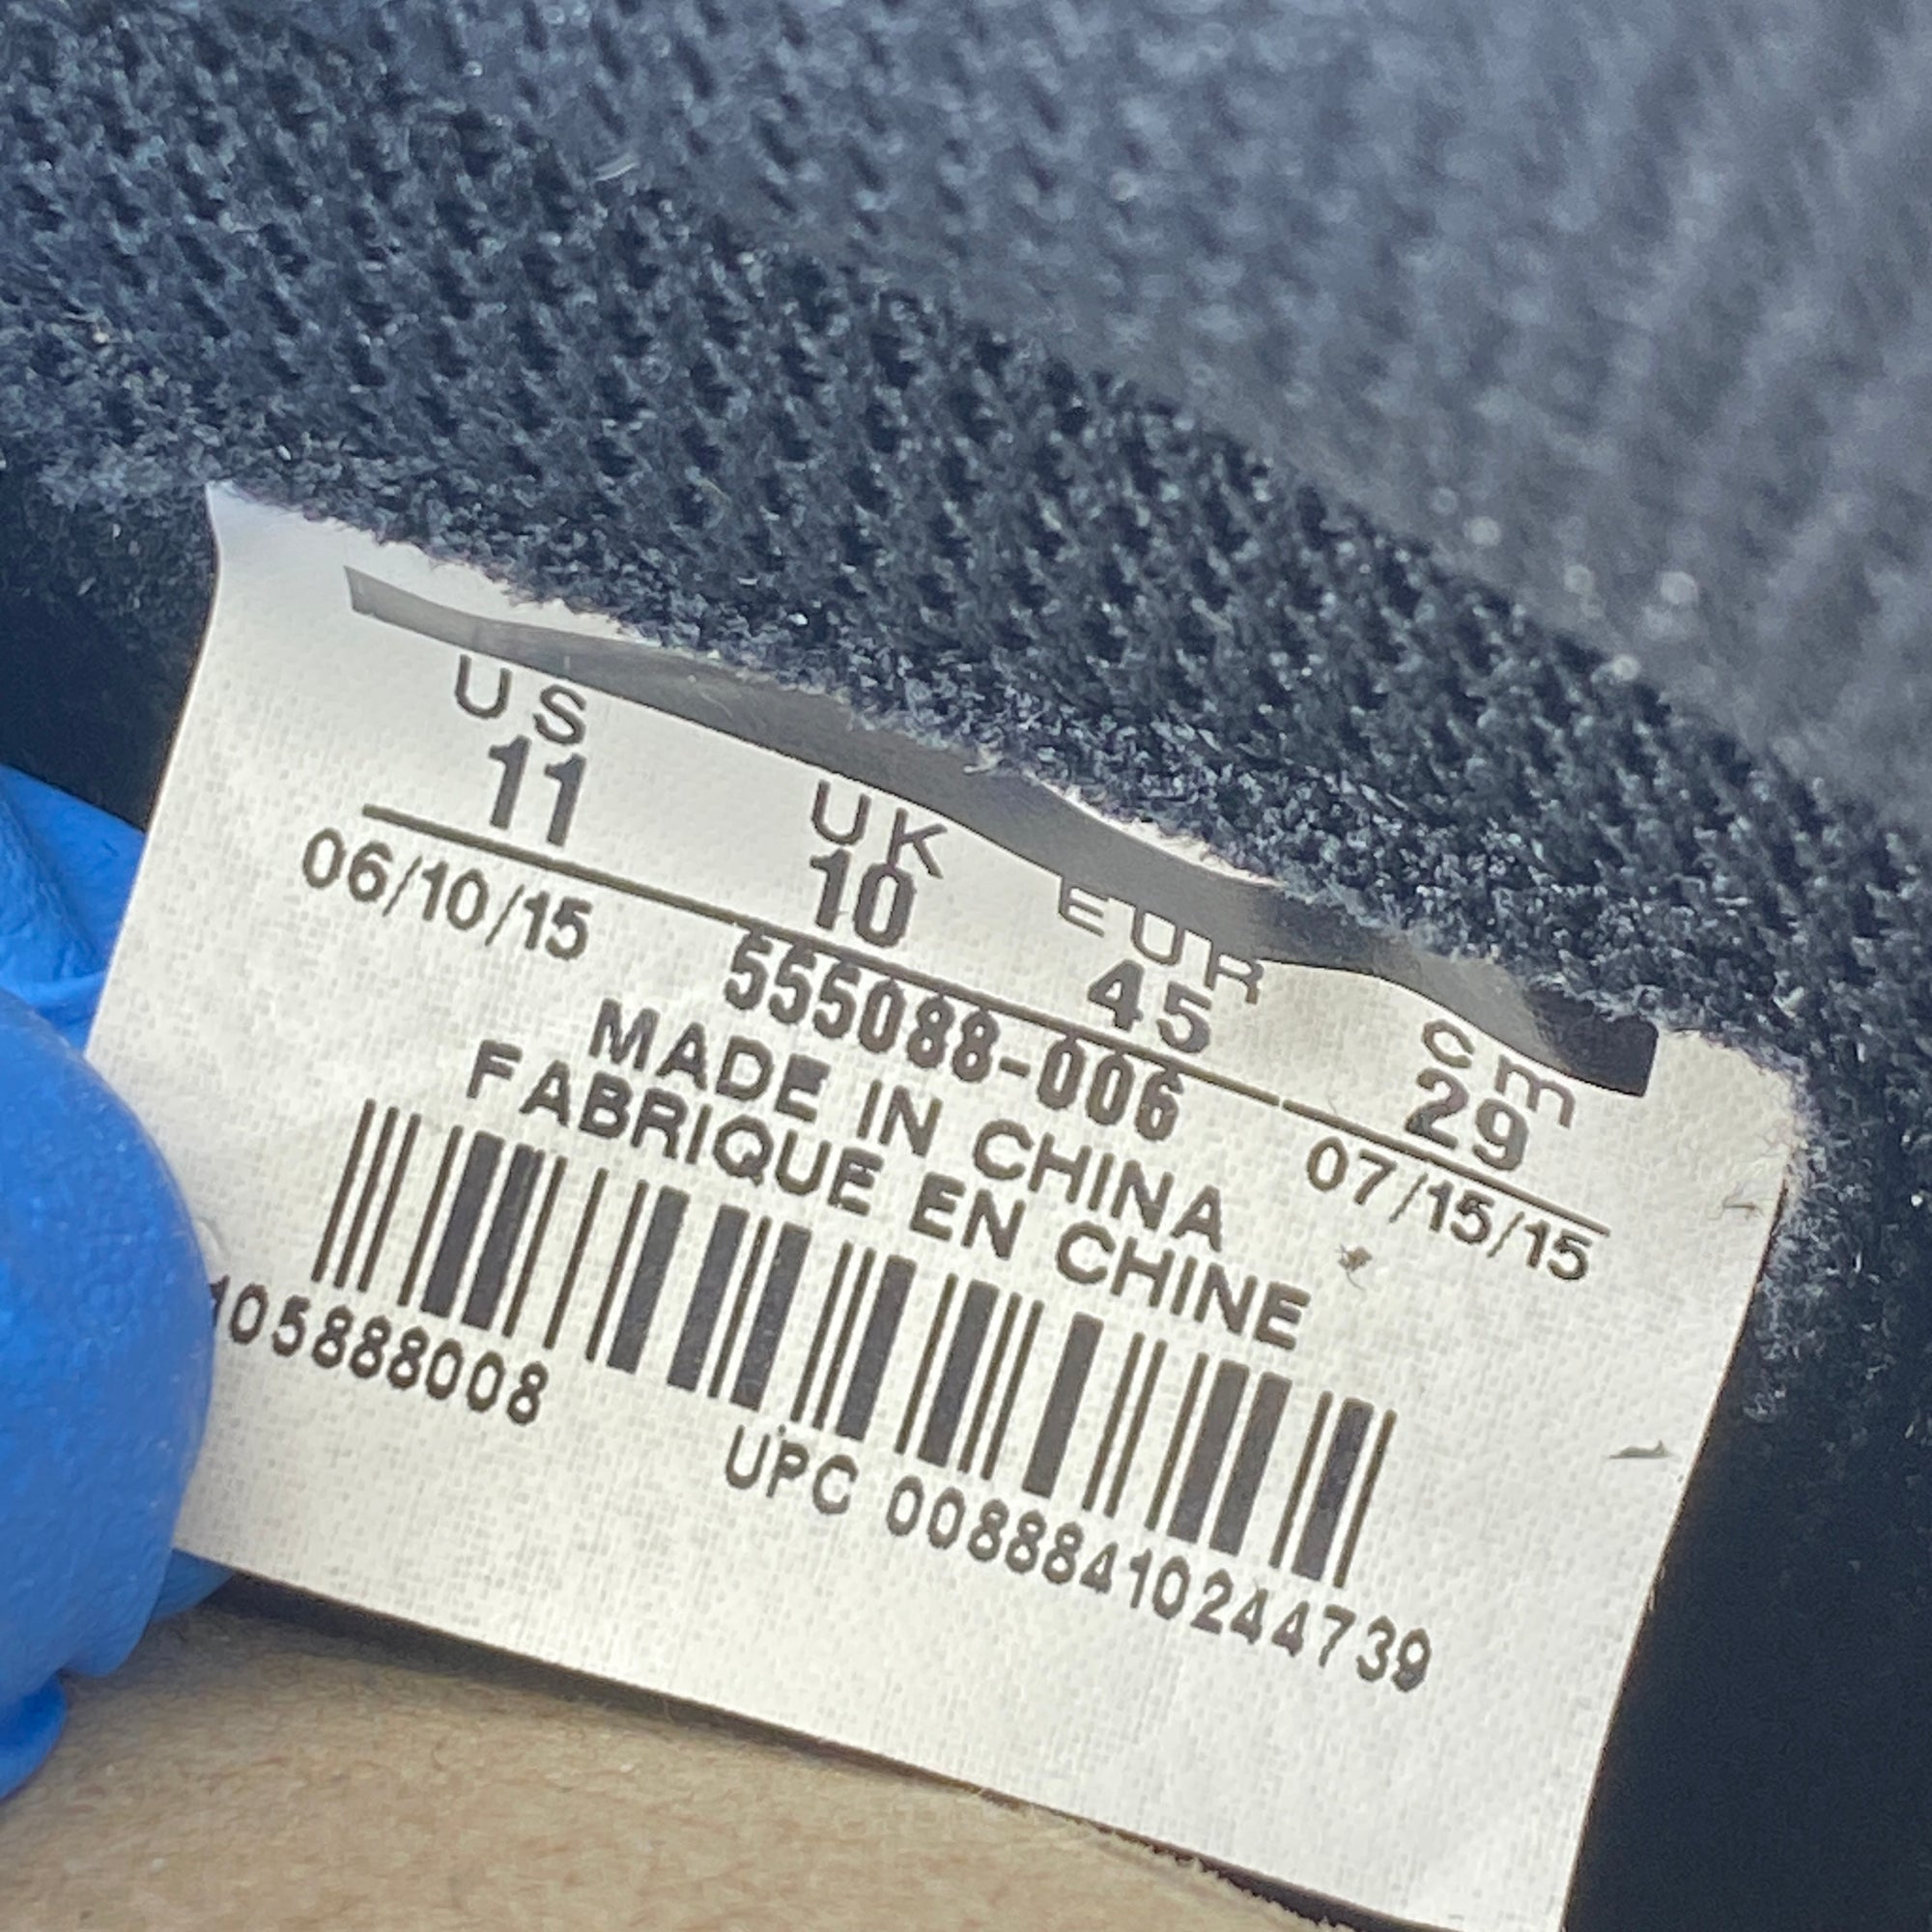 US UK EUR cm
11 10 45 29
06/10/15 555088-006 07/15/15
MADE IN CHINA
FABRIQUE EN CHINE
105888008 UPC 00888410244739